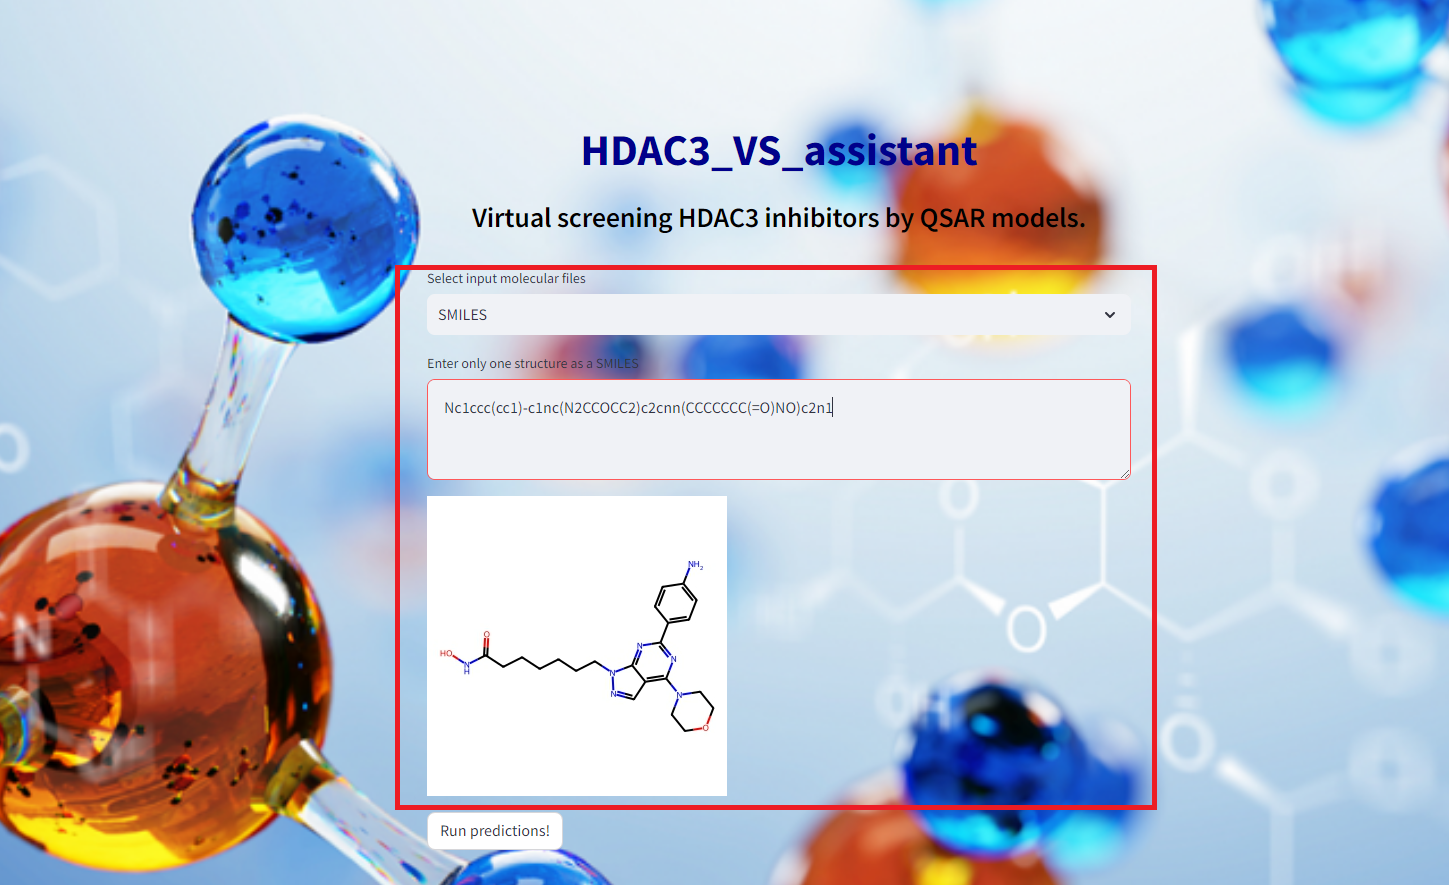 HDAC3_VS_assistant
Virtual screening HDAC3 inhibitors by QSAR models.
Select input molecular files
SMILES
Enter only one structure as a SMILES
Nc1ccc(cc1)-c1nc(N2CCOCC2)c2cnn(CCCCCCC(=O)NO)c2n1
NH₂
O
HO
N
H
N
N
N
N
N
O
Run predictions!
N
O
O
O
O
OH
O